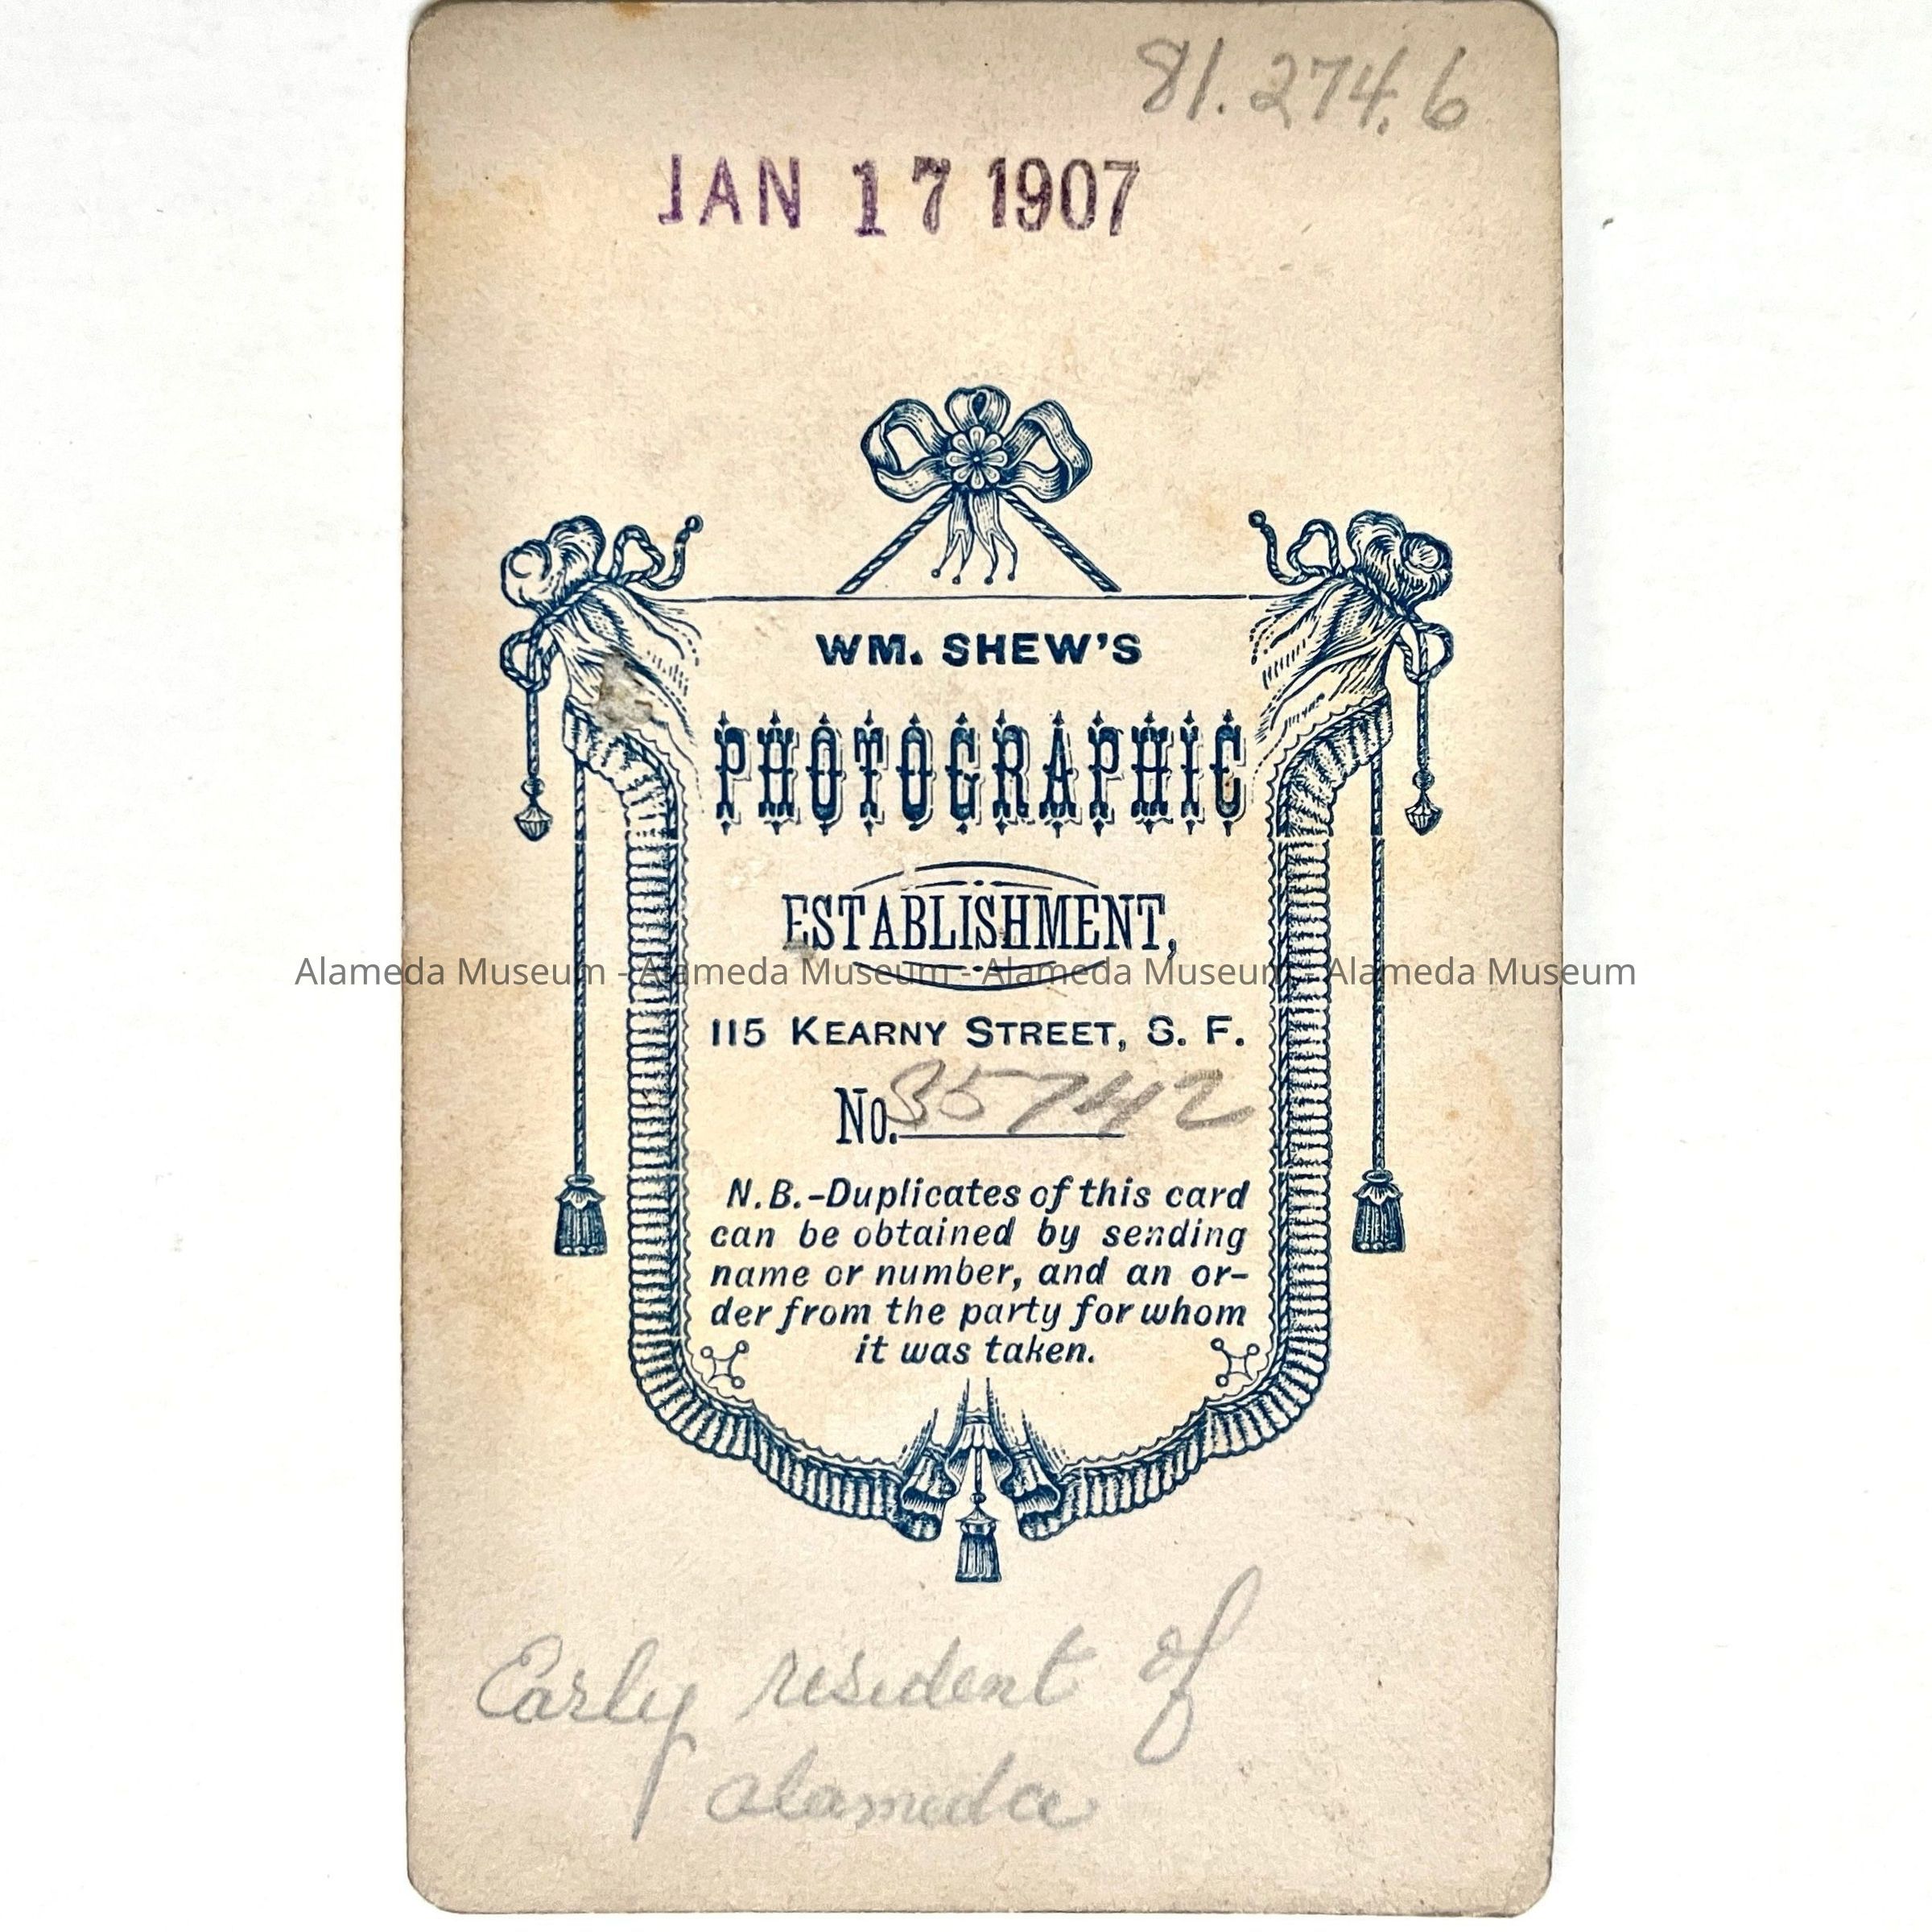 81.274.6
JAN 17 1907
WM. SHEW'S
PHOTOGRAPHIC
ESTABLISHMENT,
Alameda Museum - Alameda Museum - Alameda Museum - Alameda Museum
115 KEARNY STREET, S. F.
No. 35742
N.B.-Duplicates of this card
can be obtained by sending
name or number, and an or-
der from the party for whom
it was taken.
Early resident of
alameda